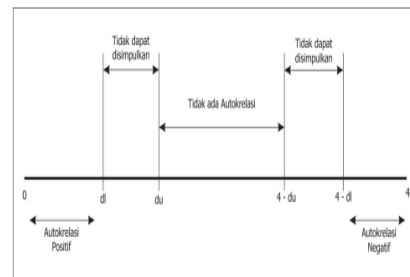 Tidak dapat
disimpulkan
Tidak dapat
disimpulkan
Tidak ada Autokrelasi
0
dl
du
4 - du
4 - dl
4
Autokrelasi
Positif
Autokrelasi
Negatif